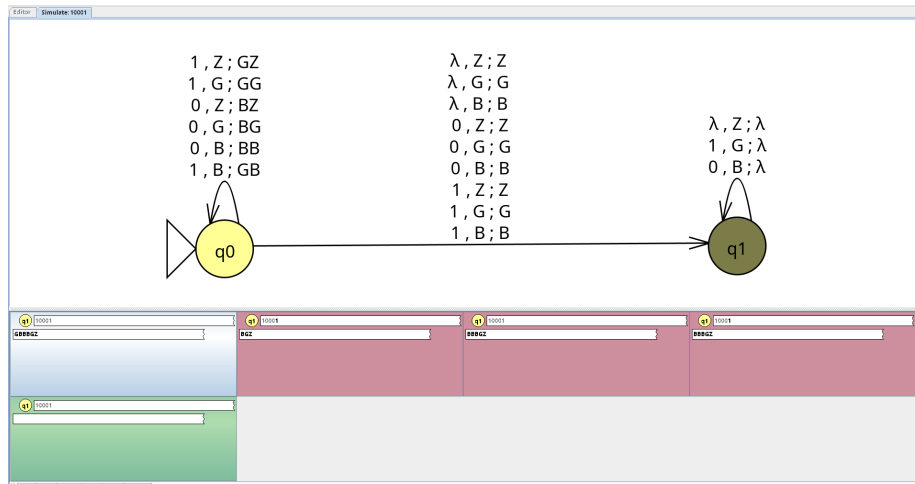 Editor Simulate: 10001
1 , Z ; GZ
1 , G ; GG
0 , Z ; BZ
0 , G ; BG
0 , B ; BB
1 , B ; GB
λ , Z ; Z
λ , G ; G
λ , B ; B
0 , Z ; Z
0 , G ; G
0 , B ; B
1 , Z ; Z
1 , G ; G
1 , B ; B
λ , Z ; λ
1 , G ; λ
0 , B ; λ
q0
q1
q1 10001
GBBBGZ
q1 10001
BGZ
q1 10001
BBBGZ
q1 10001
BBBGZ
q1 10001